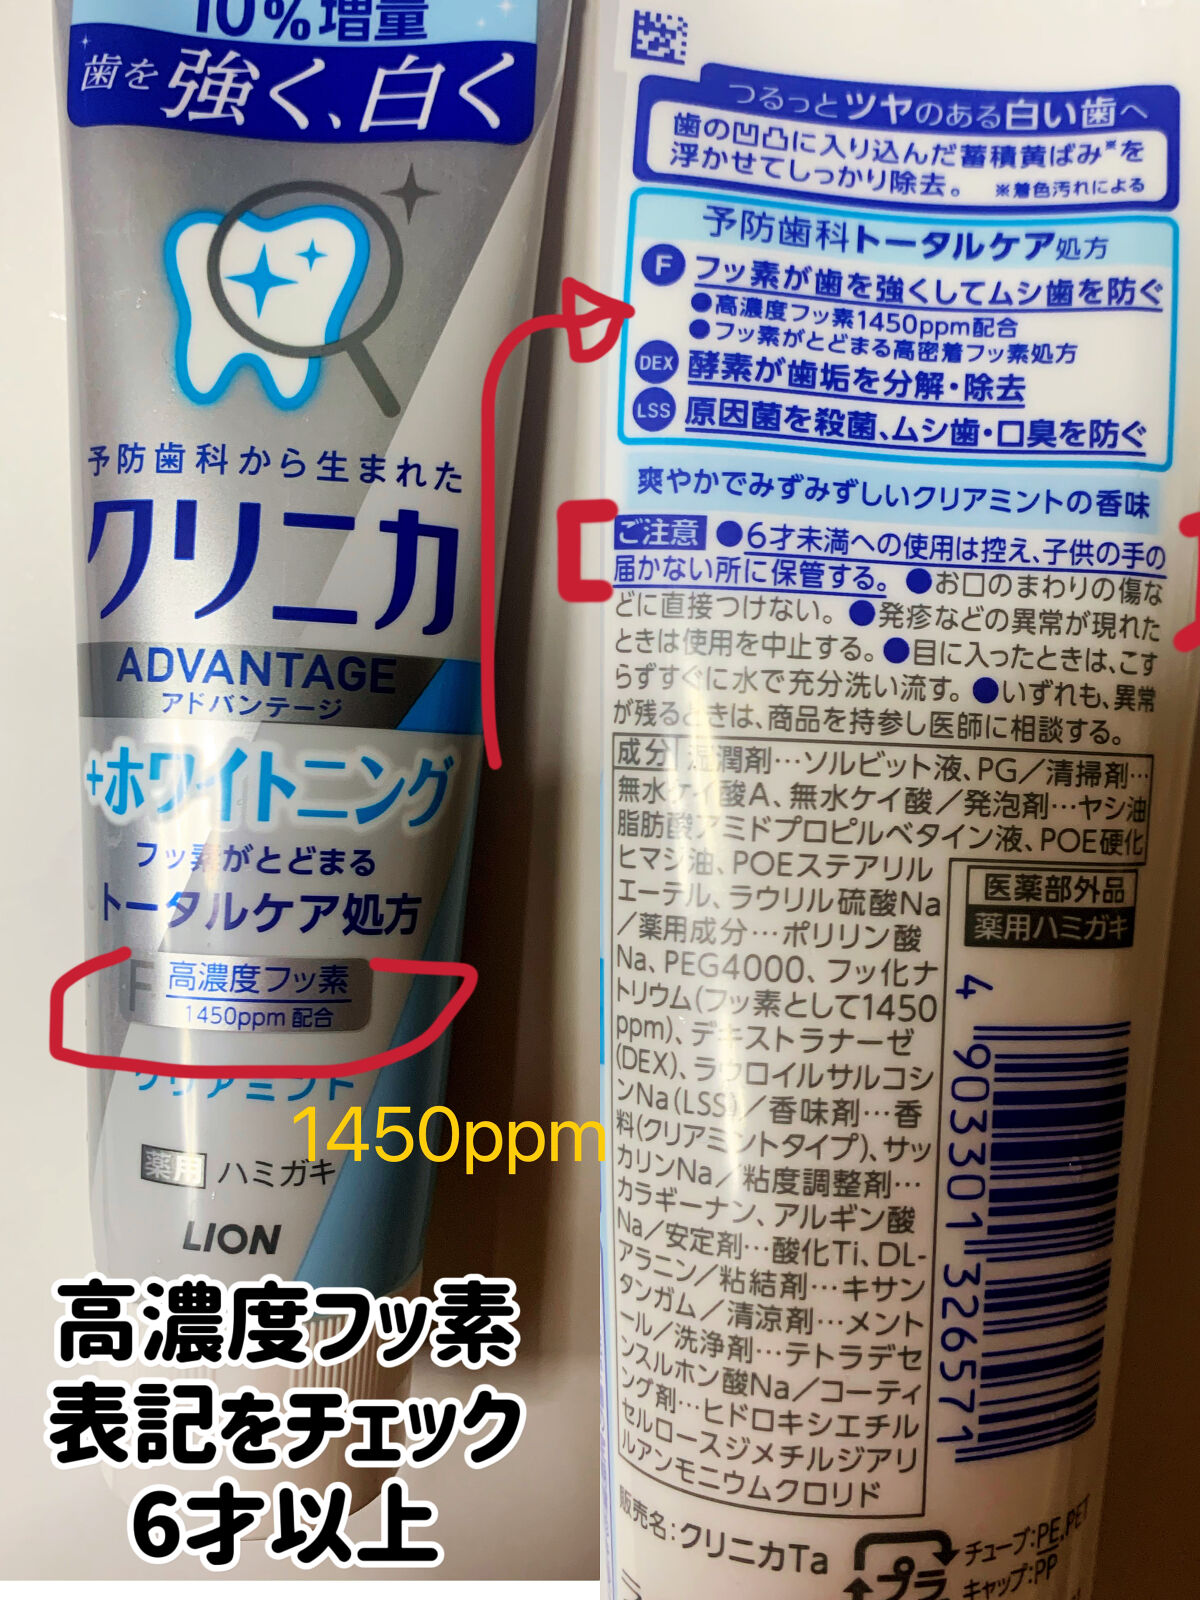 10%増量
歯を強く、白く
予防歯科から生まれた
クリニカ
ADVANTAGE
アドバンテージ
+ホワイトニング
フッ素がとどまる
トータルケア処方
F 高濃度フッ素
1450ppm配合
クリアミント
1450ppm
薬用 ハミガキ
LION
高濃度フッ素
表記をチェック
6才以上
つるっとツヤのある白い歯へ
歯の凹凸に入り込んだ蓄積黄ばみ※を
浮かせてしっかり除去。 ※着色汚れによる
予防歯科トータルケア処方
F フッ素が歯を強くしてムシ歯を防ぐ
●高濃度フッ素1450ppm配合
●フッ素がとどまる高密着フッ素処方
DEX 酵素が歯垢を分解・除去
LSS 原因菌を殺菌、ムシ歯・口臭を防ぐ
爽やかでみずみずしいクリアミントの香味
ご注意 ●6才未満への使用は控え、子供の手の
届かない所に保管する。●お口のまわりの傷な
どに直接つけない。●発疹などの異常が現れた
ときは使用を中止する。●目に入ったときは、こす
らずすぐに水で充分洗い流す。●いずれも、異常
が残るときは、商品を持参し医師に相談する。
成分 湿潤剤…ソルビット液、PG/清掃剤…
無水ケイ酸A、無水ケイ酸/発泡剤…ヤシ油
脂肪酸アミドプロピルベタイン液、POE硬化
ヒマシ油、POEステアリル
エーテル、ラウリル硫酸Na
/薬用成分…ポリリン酸
Na、PEG4000、フッ化ナ
トリウム(フッ素として1450
ppm)、デキストラナーゼ
(DEX)、ラウロイルサルコシ
ンNa(LSS)/香味剤…香
料(クリアミントタイプ)、サッ
カリンNa/粘度調整剤…
カラギーナン、アルギン酸
Na/安定剤…酸化Ti、DL-
アラニン/粘結剤…キサン
タンガム/清涼剤…メント
ール/洗浄剤…テトラデセ
ンスルホン酸Na/コーティ
ング剤…ヒドロキシエチル
セルロースジメチルジアリ
ルアンモニウムクロリド
医薬部外品
薬用ハミガキ
4 903301 326571
販売名:クリニカTa
プラ
チューブ:PE,PET
キャップ:PP